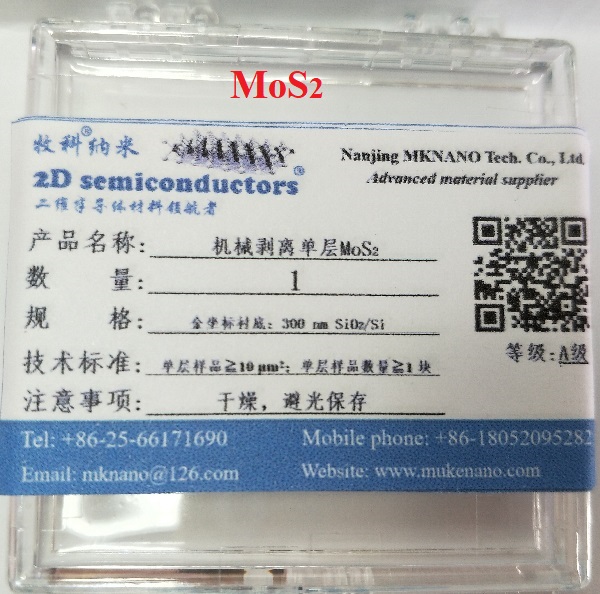 MoS2
牧科®纳米
Nanjing MKNANO Tech. Co., Ltd
2D semiconductors®
Advanced material supplier
二维半导体材料领航者
产品名称: 机械剥离单层MoS₂
数 量: 1
规 格: 金坐标衬底: 300 nm SiO₂/Si
技术标准: 单层样品≧10 μm²; 单层样品数量≧1 块
等级: A级
注意事项: 干燥, 避光保存
Tel: +86-25-66171690 Mobile phone: +86-18052095282
Email: mknano@126.com Website: www.mukenano.com